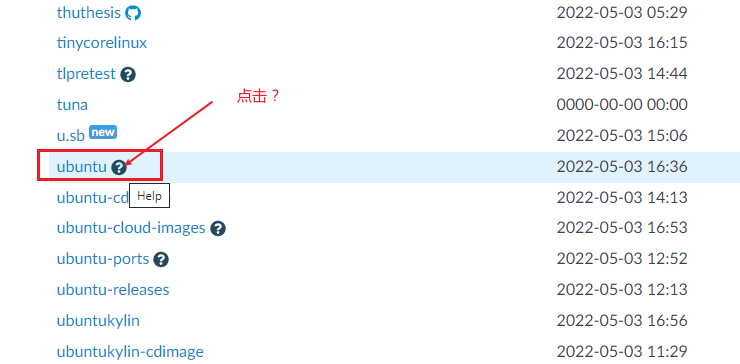 thuthesis 2022-05-03 05:29
tinycorelinux 2022-05-03 16:15
tlpretest ? 2022-05-03 14:44
点击？
tuna 0000-00-00 00:00
u.sb new 2022-05-03 15:06
ubuntu ? 2022-05-03 16:36
Help
ubuntu-cd 2022-05-03 14:13
ubuntu-cloud-images ? 2022-05-03 16:53
ubuntu-ports ? 2022-05-03 12:52
ubuntu-releases 2022-05-03 12:13
ubuntukylin 2022-05-03 16:56
ubuntukylin-cdimage 2022-05-03 11:29